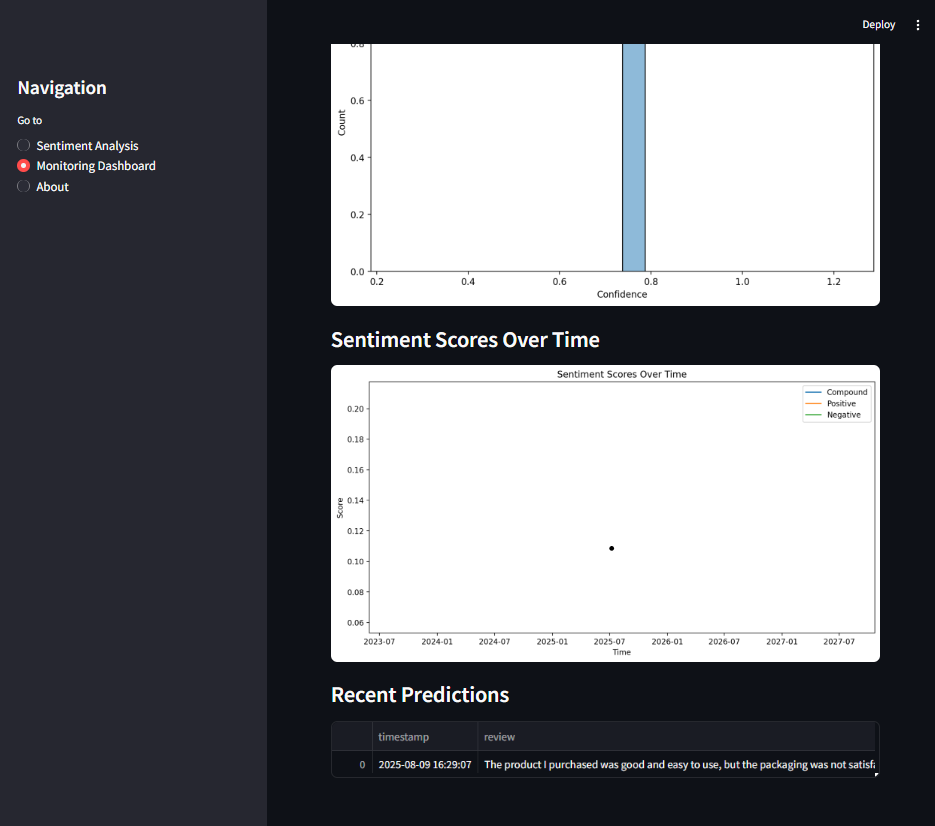 Deploy
Navigation
Go to
Sentiment Analysis
Monitoring Dashboard
About
0.8
0.6
0.4
0.2
0.0
Count
0.2 0.4 0.6 0.8 1.0 1.2
Confidence
Sentiment Scores Over Time
Sentiment Scores Over Time
Compound
Positive
Negative
0.20
0.18
0.16
0.14
0.12
0.10
0.08
0.06
Score
2023-07 2024-01 2024-07 2025-01 2025-07 2026-01 2026-07 2027-01 2027-07
Time
Recent Predictions
timestamp review
0 2025-08-09 16:29:07 The product I purchased was good and easy to use, but the packaging was not